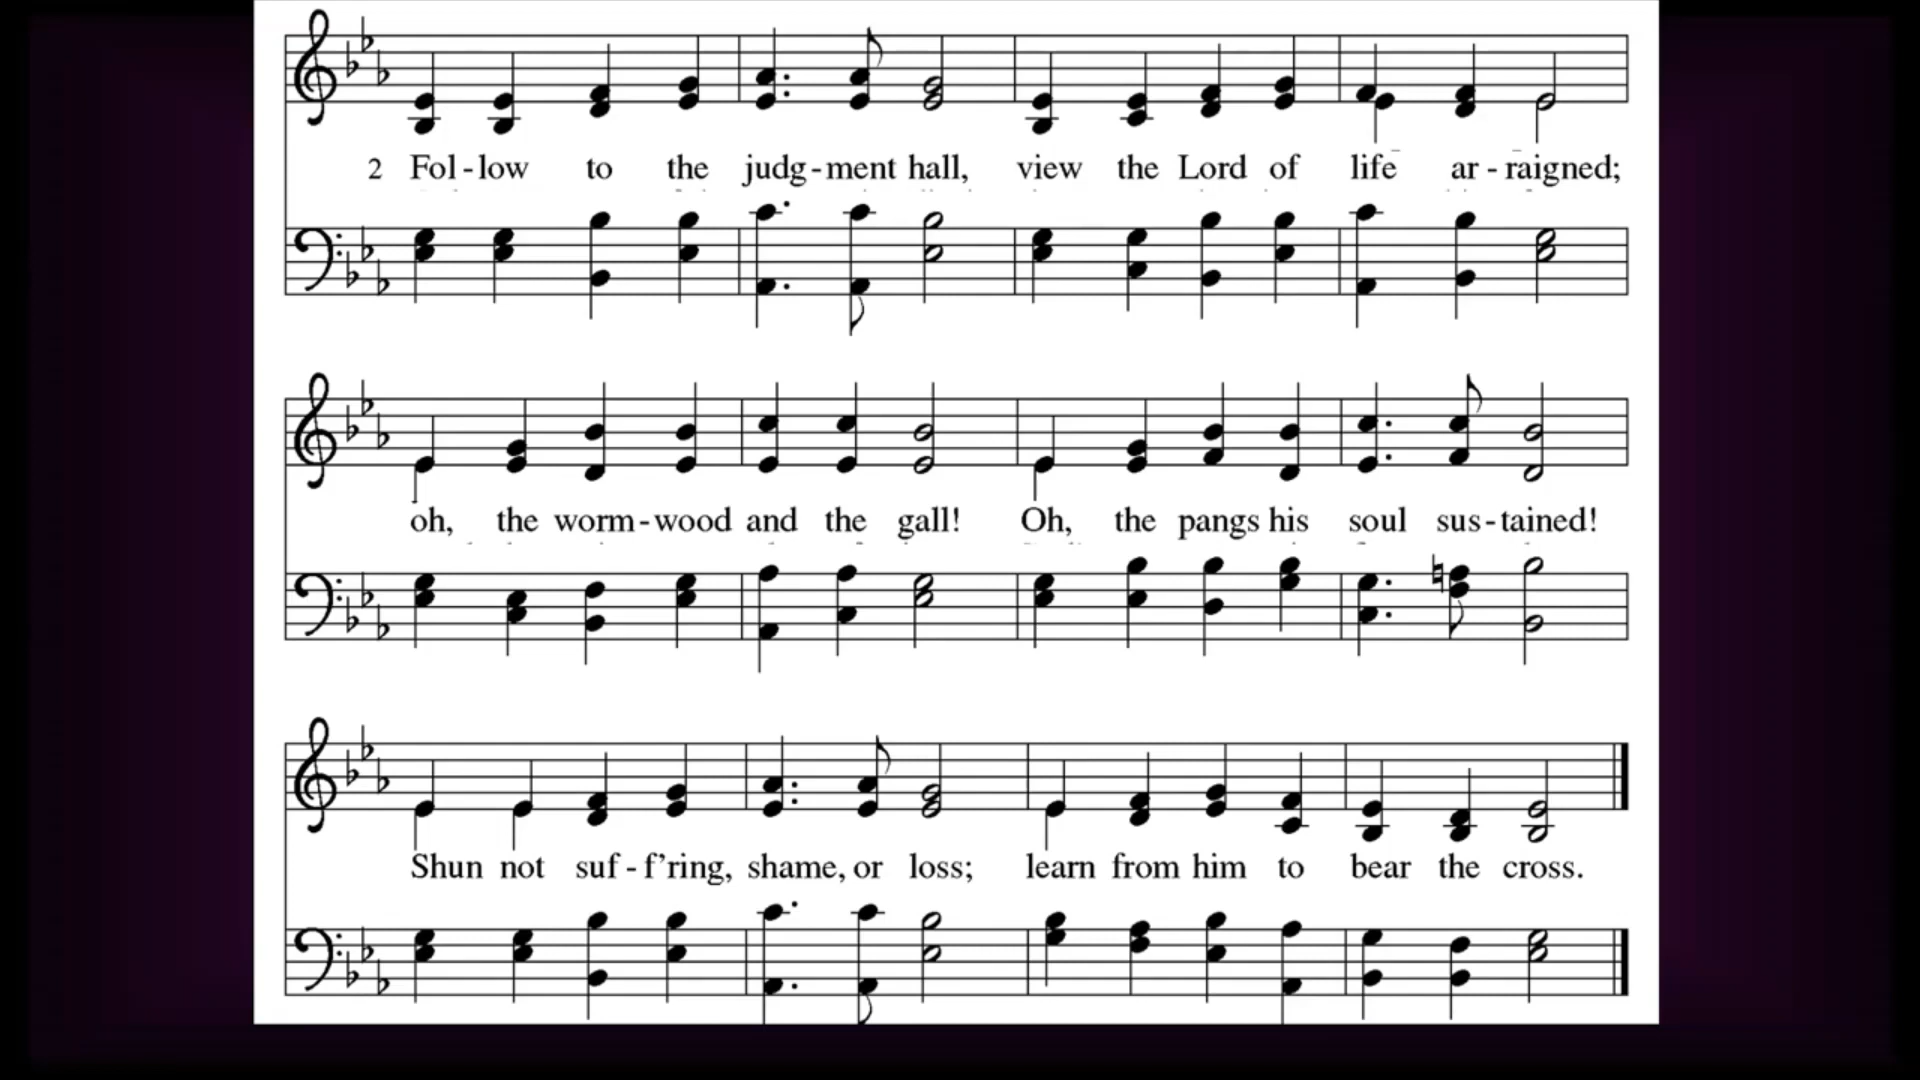 2 Fol-low to the judg-ment hall, view the Lord of life ar-raigned;
oh, the worm-wood and the gall! Oh, the pangs his soul sus-tained!
Shun not suf-f’ring, shame, or loss; learn from him to bear the cross.